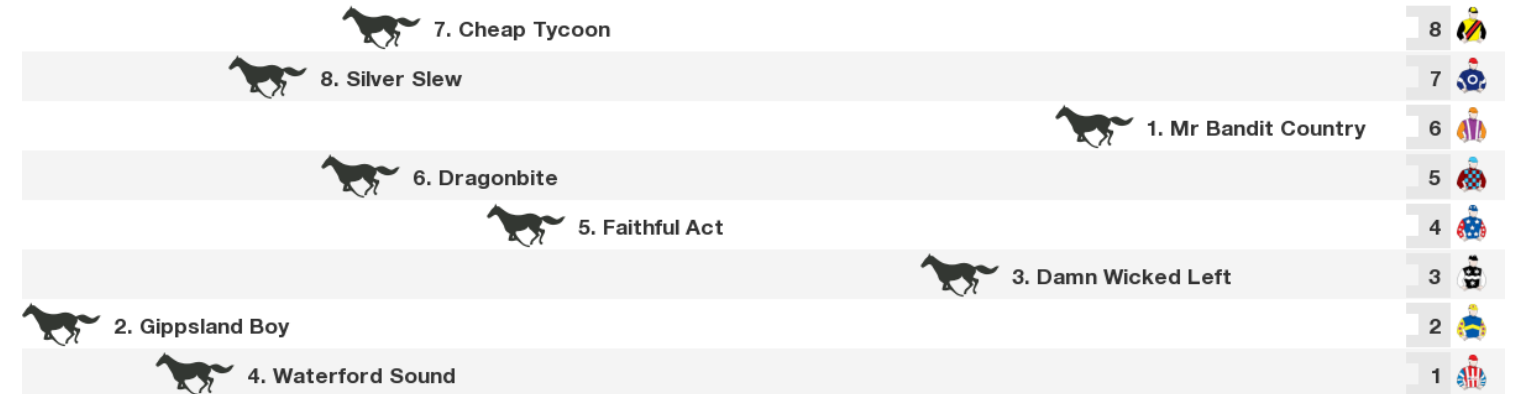 7. Cheap Tycoon 8
8. Silver Slew 7
1. Mr Bandit Country 6
6. Dragonbite 5
5. Faithful Act 4
3. Damn Wicked Left 3
2. Gippsland Boy 2
4. Waterford Sound 1